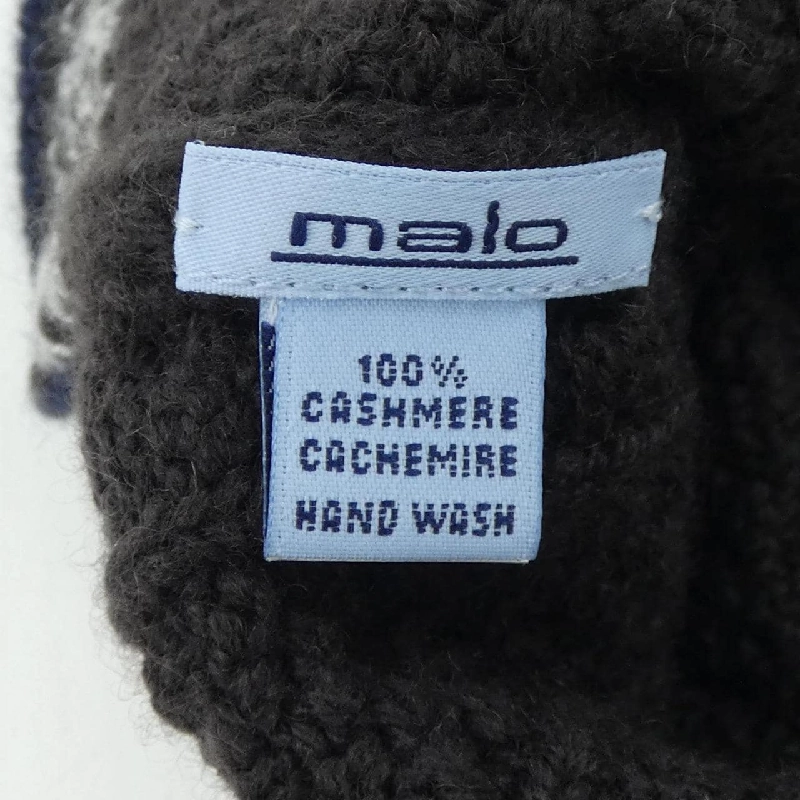 malo
100%
CASHMERE
CACHEMIRE
HAND WASH